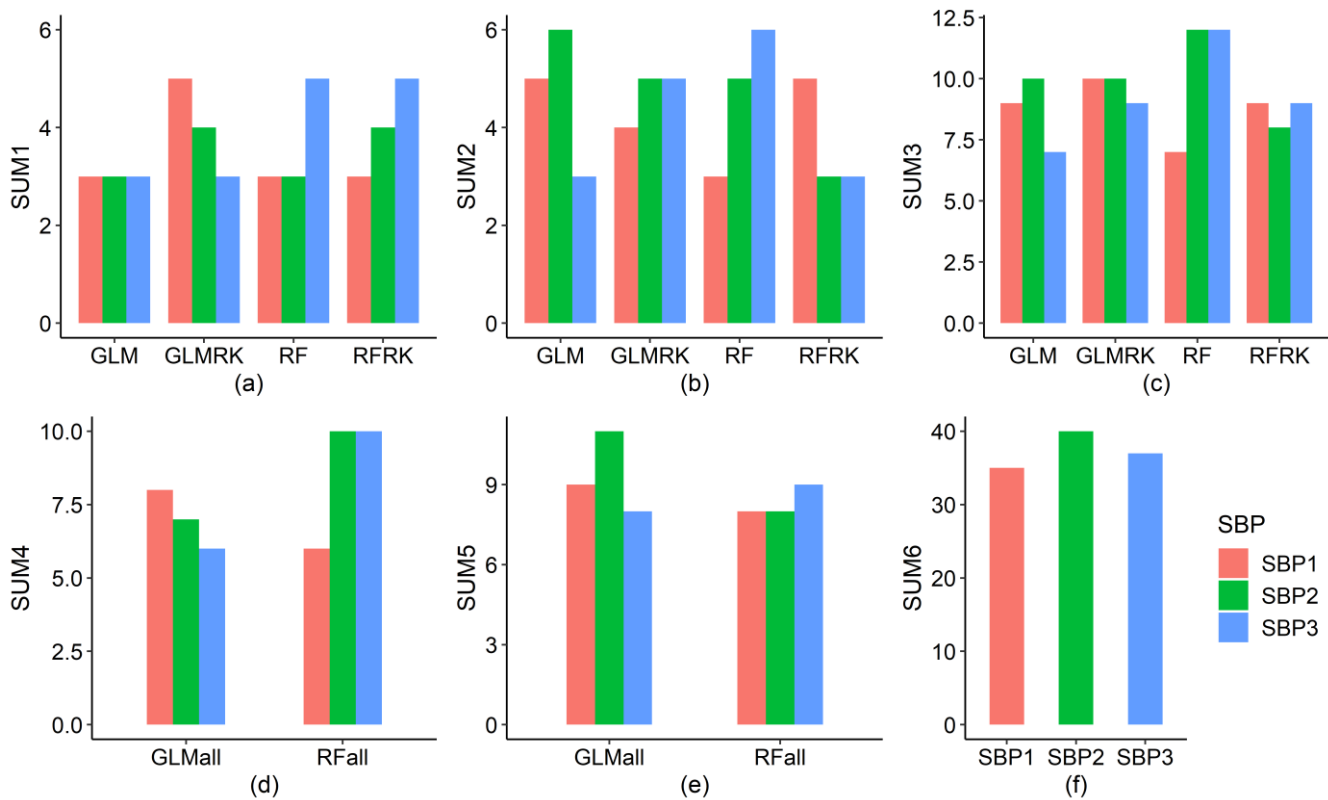 SUM1
6
4
2
0
GLM GLMRK RF RFRK
(a)
SUM2
6
4
2
0
GLM GLMRK RF RFRK
(b)
SUM3
12.5
10.0
7.5
5.0
2.5
0.0
GLM GLMRK RF RFRK
(c)
SUM4
10.0
7.5
5.0
2.5
0.0
GLMall RFall
(d)
SUM5
9
6
3
0
GLMall RFall
(e)
SUM6
40
30
20
10
0
SBP1 SBP2 SBP3
(f)
SBP
SBP1
SBP2
SBP3